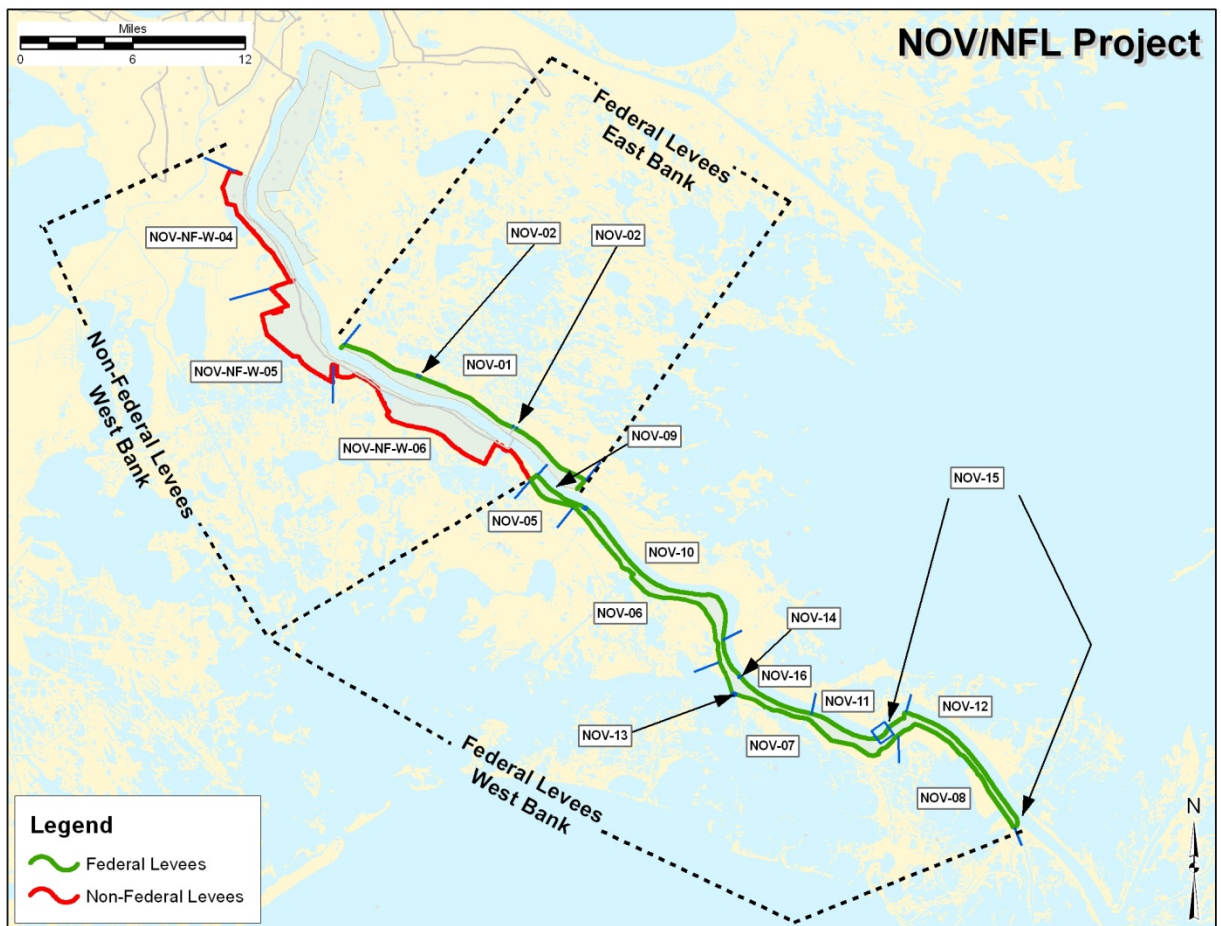 Miles
0 6 12
NOV/NFL Project
Federal Levees
East Bank
NOV-NF-W-04
NOV-02
NOV-02
NOV-01
NOV-NF-W-05
Non-Federal Levees
West Bank
NOV-NF-W-06
NOV-09
NOV-15
NOV-05
NOV-10
NOV-06
NOV-14
NOV-16
NOV-11
NOV-12
NOV-13
NOV-07
Federal Levees
West Bank
NOV-08
N
Legend
Federal Levees
Non-Federal Levees